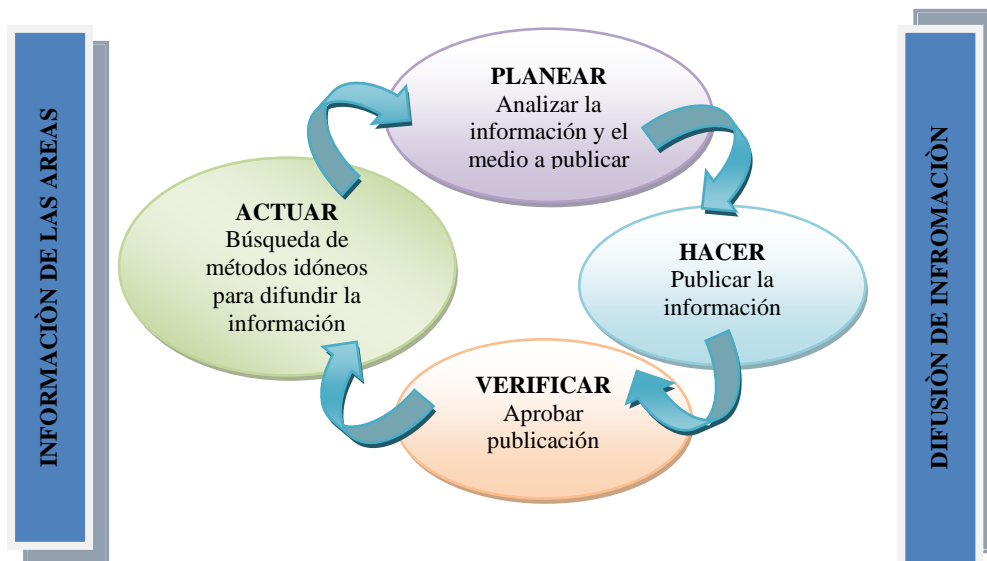 INFORMACIÒN DE LAS AREAS
PLANEAR
Analizar la
información y el
medio a publicar
HACER
Publicar la
información
VERIFICAR
Aprobar
publicación
ACTUAR
Búsqueda de
métodos idóneos
para difundir la
información
DIFUSIÒN DE INFROMACIÒN